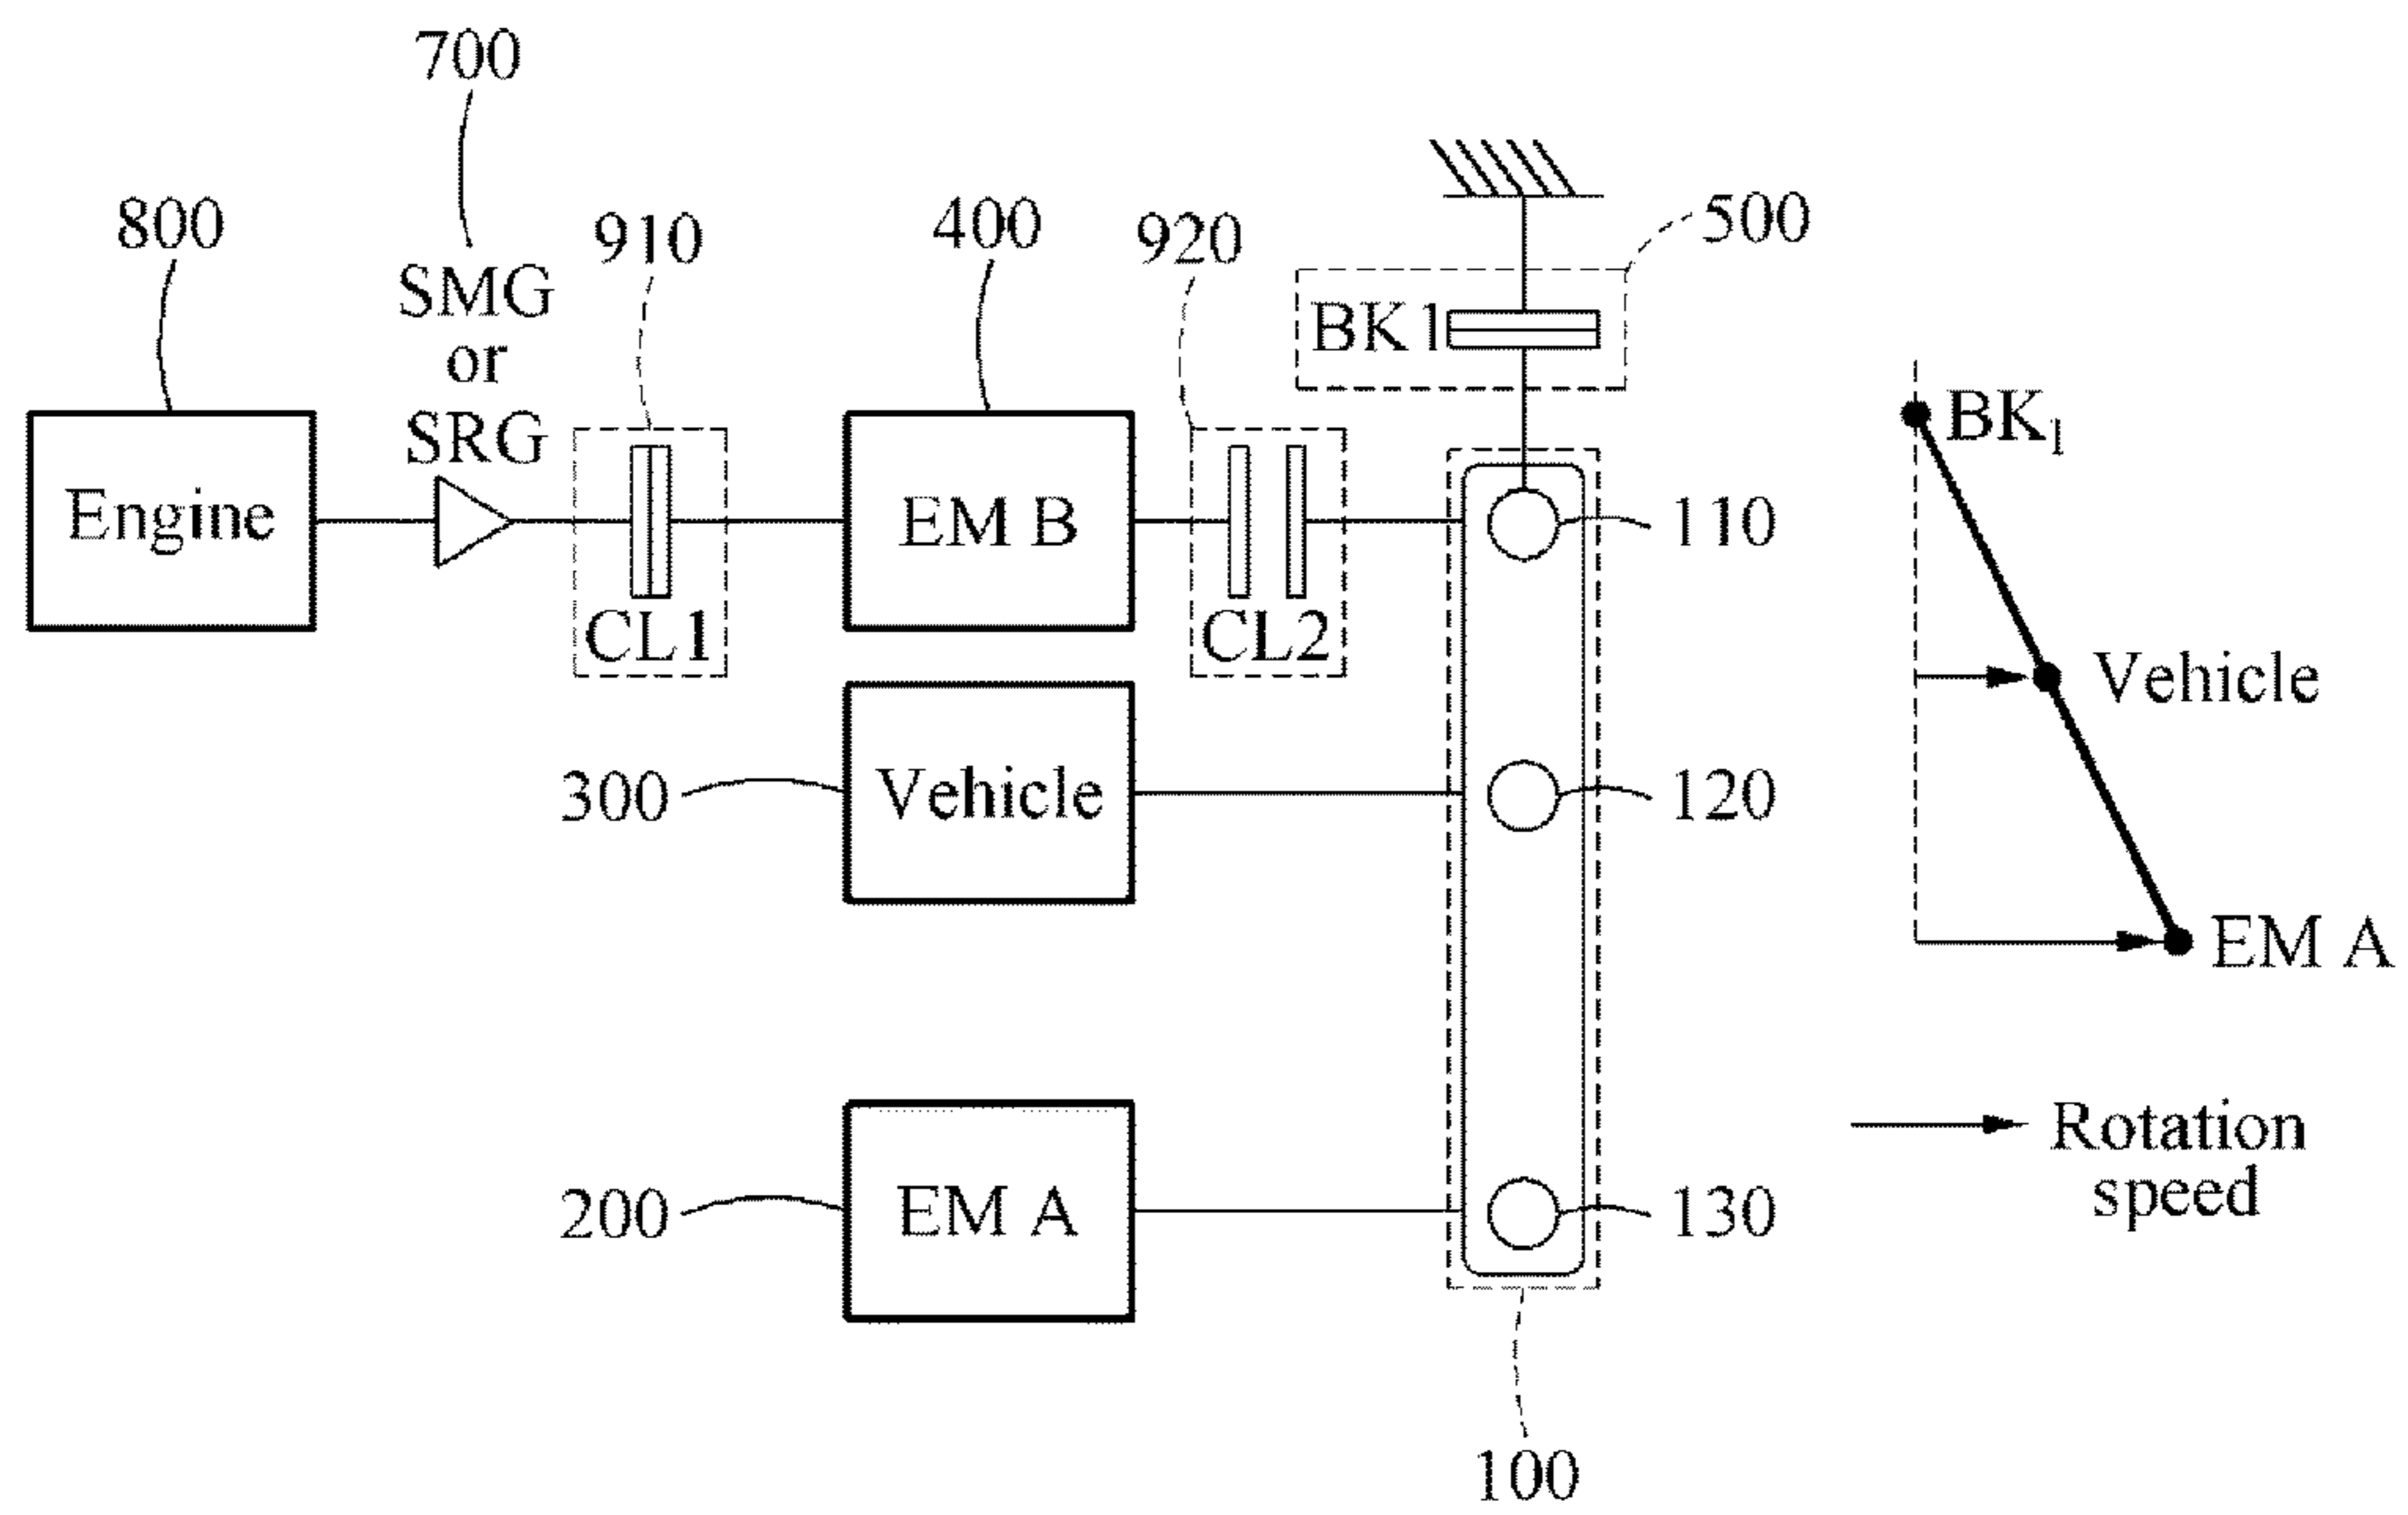 700
800
SMG
or
SRG
910
400
920
500
BK1
Engine
CL1
EM B
CL2
110
BK1
300
Vehicle
120
Vehicle
200
EM A
130
EM A
Rotation
speed
100